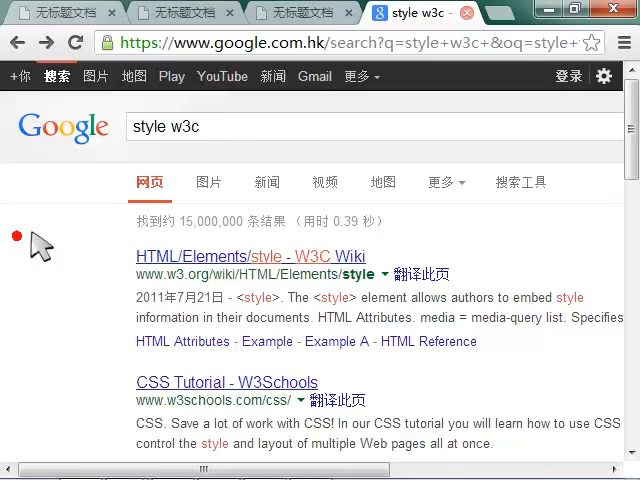 无标题文档 无标题文档 无标题文档 style w3c -
https://www.google.com.hk/search?q=style+w3c+&oq=style+
+你 搜索 图片 地图 Play YouTube 新闻 Gmail 更多 登录
Google style w3c
网页 图片 新闻 视频 地图 更多 搜索工具
找到约 15,000,000 条结果 （用时 0.39 秒）
HTML/Elements/style - W3C Wiki
www.w3.org/wiki/HTML/Elements/style 翻译此页
2011年7月21日 - <style>. The <style> element allows authors to embed style
information in their documents. HTML Attributes. media = media-query list. Specifies
HTML Attributes - Example - Example A - HTML Reference
CSS Tutorial - W3Schools
www.w3schools.com/css/ 翻译此页
CSS. Save a lot of work with CSS! In our CSS tutorial you will learn how to use CSS
control the style and layout of multiple Web pages all at once.